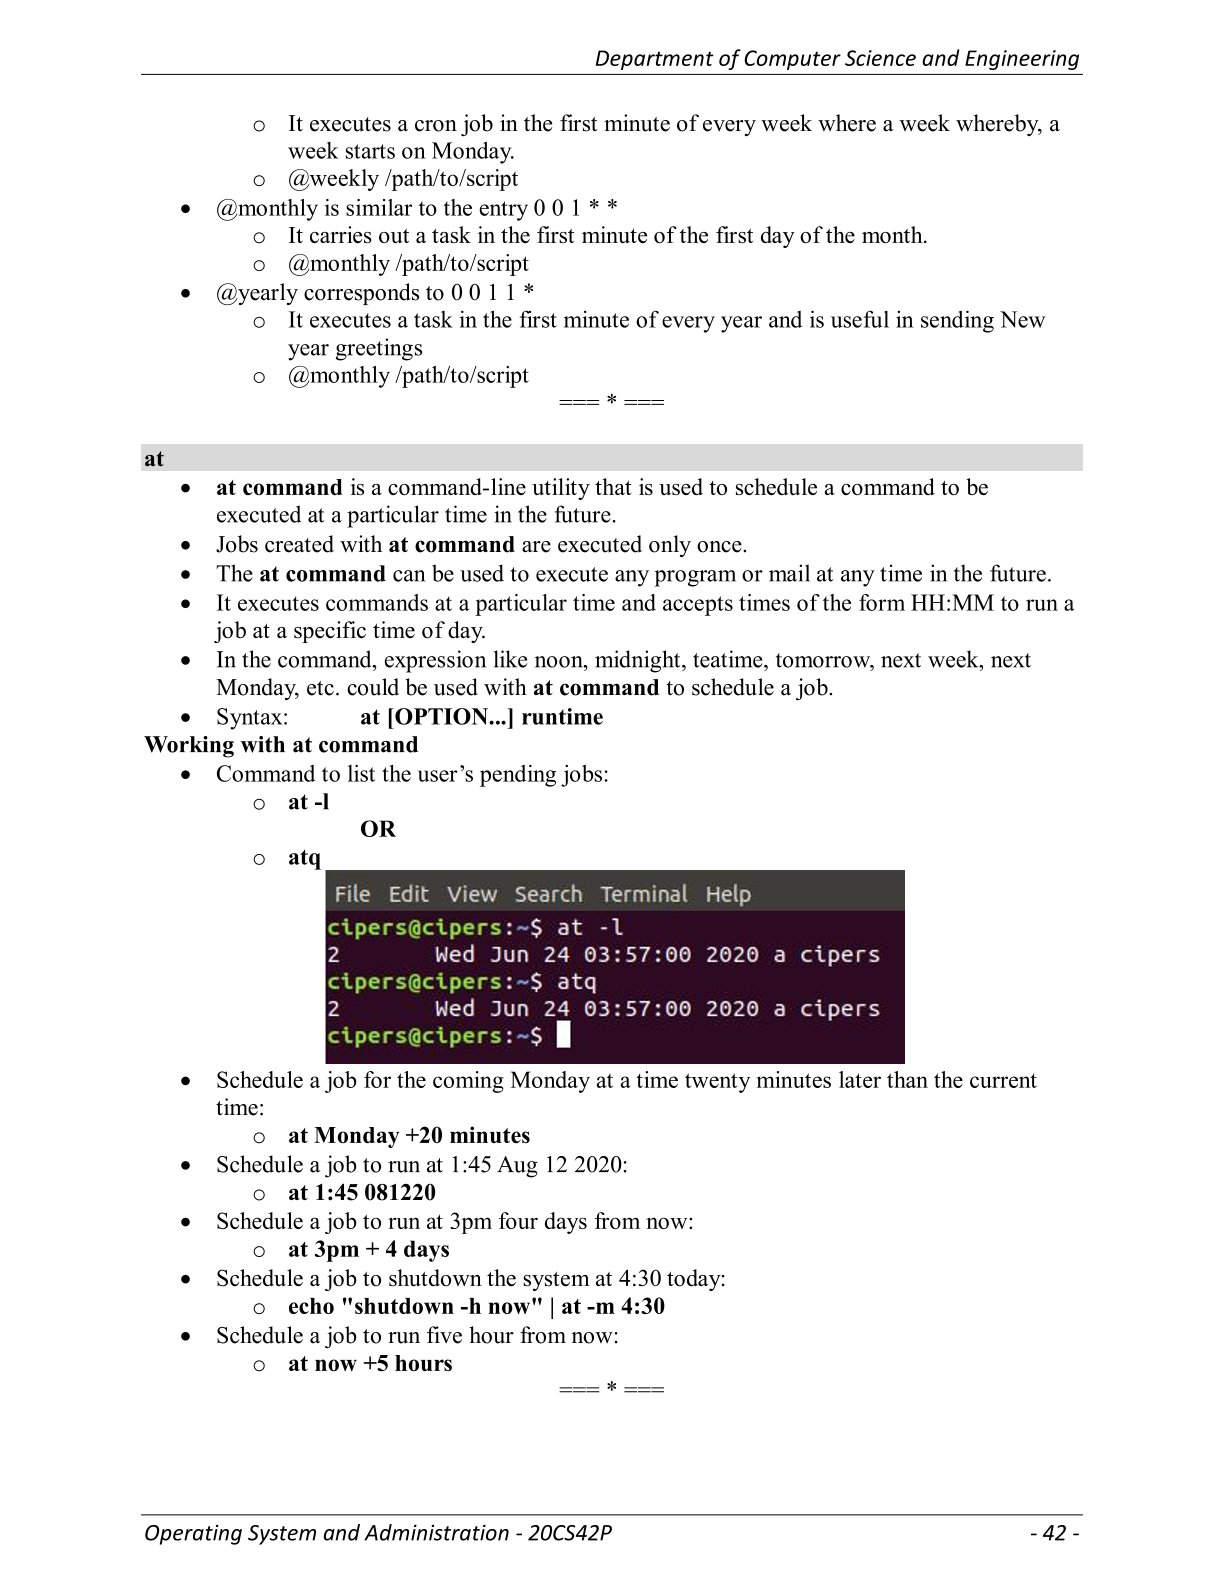 Department of Computer Science and Engineering
o It executes a cron job in the first minute of every week where a week whereby, a
week starts on Monday.
o @weekly /path/to/script
• @monthly is similar to the entry 0 0 1 * *
o It carries out a task in the first minute of the first day of the month.
o @monthly /path/to/script
• @yearly corresponds to 0 0 1 1 *
o It executes a task in the first minute of every year and is useful in sending New
year greetings
o @monthly /path/to/script
=== * ===
at
• at command is a command-line utility that is used to schedule a command to be
executed at a particular time in the future.
• Jobs created with at command are executed only once.
• The at command can be used to execute any program or mail at any time in the future.
• It executes commands at a particular time and accepts times of the form HH:MM to run a
job at a specific time of day.
• In the command, expression like noon, midnight, teatime, tomorrow, next week, next
Monday, etc. could be used with at command to schedule a job.
• Syntax: at [OPTION...] runtime
Working with at command
• Command to list the user’s pending jobs:
o at -l
OR
o atq
File Edit View Search Terminal Help
cipers@cipers:~$ at -l
2 Wed Jun 24 03:57:00 2020 a cipers
cipers@cipers:~$ atq
2 Wed Jun 24 03:57:00 2020 a cipers
cipers@cipers:~$
• Schedule a job for the coming Monday at a time twenty minutes later than the current
time:
o at Monday +20 minutes
• Schedule a job to run at 1:45 Aug 12 2020:
o at 1:45 081220
• Schedule a job to run at 3pm four days from now:
o at 3pm + 4 days
• Schedule a job to shutdown the system at 4:30 today:
o echo "shutdown -h now" | at -m 4:30
• Schedule a job to run five hour from now:
o at now +5 hours
=== * ===
Operating System and Administration - 20CS42P - 42 -